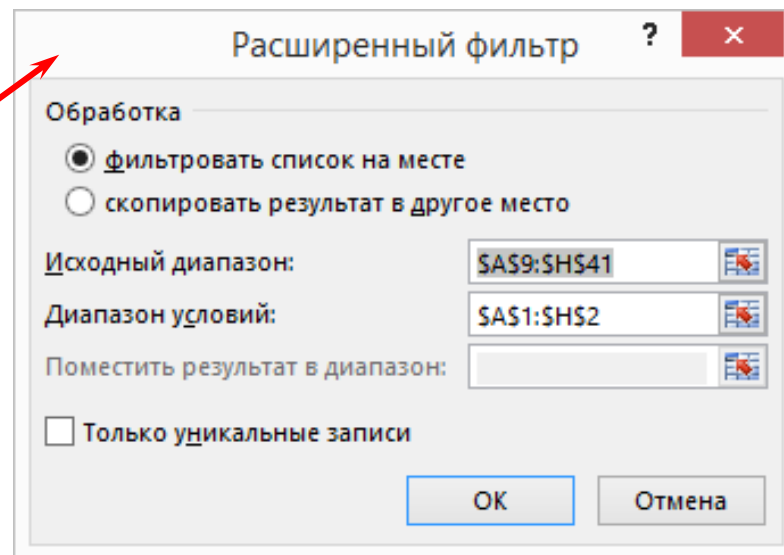 Расширенный фильтр ? ×
Обработка
фильтровать список на месте
скопировать результат в другое место
Исходный диапазон: $A$9:$H$41
Диапазон условий: $A$1:$H$2
Поместить результат в диапазон:
Только уникальные записи
ОК Отмена